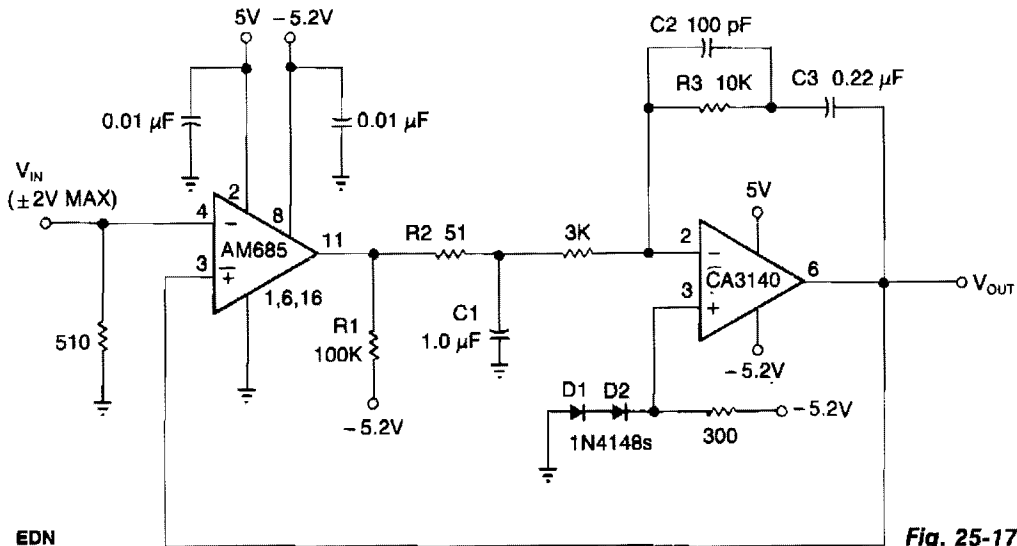 5V
−5.2V
0.01 µF
0.01 µF
C2 100 pF
R3 10K
C3 0.22 µF
V_IN
(±2V MAX)
2
8
4
−
AM685
3
+
11
1,6,16
510
R1
100K
−5.2V
R2 51
C1
1.0 µF
3K
5V
2
−
CA3140
3
+
6
V_OUT
−5.2V
D1 D2
1N4148s
300
−5.2V
EDN
Fig. 25-17